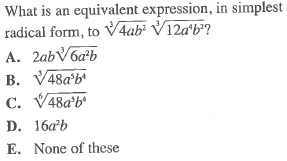 What is an equivalent expression, in simplest
radical form, to ∛4ab² ∛12a⁴b²?
A. 2ab∛6a²b
B. ∛48a⁵b⁴
C. ⁶√48a⁵b⁴
D. 16a²b
E. None of these